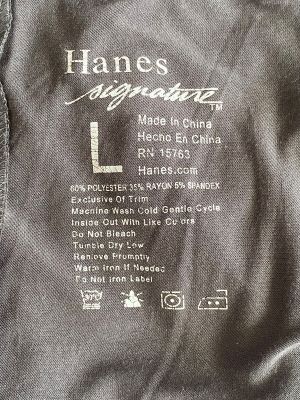 Hanes
signature TM
L
Made In China
Hecho En China
RN 15763
Hanes.com
60% POLYESTER 35% RAYON 5% SPANDEX
Exclusive Of Trim
Machine Wash Cold Gentle Cycle
Inside Out With Like Colors
Do Not Bleach
Tumble Dry Low
Remove Promptly
Warm Iron If Needed
Do Not Iron Label
30°C